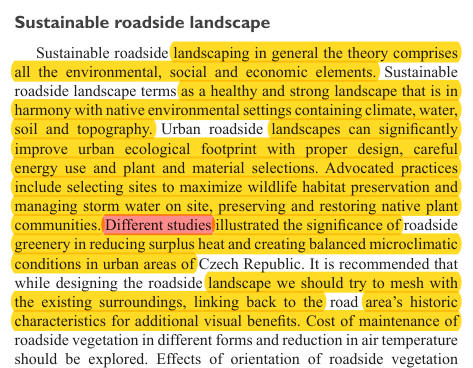 Sustainable roadside landscape
Sustainable roadside landscaping in general the theory comprises
all the environmental, social and economic elements. Sustainable
roadside landscape terms as a healthy and strong landscape that is in
harmony with native environmental settings containing climate, water,
soil and topography. Urban roadside landscapes can significantly
improve urban ecological footprint with proper design, careful
energy use and plant and material selections. Advocated practices
include selecting sites to maximize wildlife habitat preservation and
managing storm water on site, preserving and restoring native plant
communities. Different studies illustrated the significance of roadside
greenery in reducing surplus heat and creating balanced microclimatic
conditions in urban areas of Czech Republic. It is recommended that
while designing the roadside landscape we should try to mesh with
the existing surroundings, linking back to the road area’s historic
characteristics for additional visual benefits. Cost of maintenance of
roadside vegetation in different forms and reduction in air temperature
should be explored. Effects of orientation of roadside vegetation